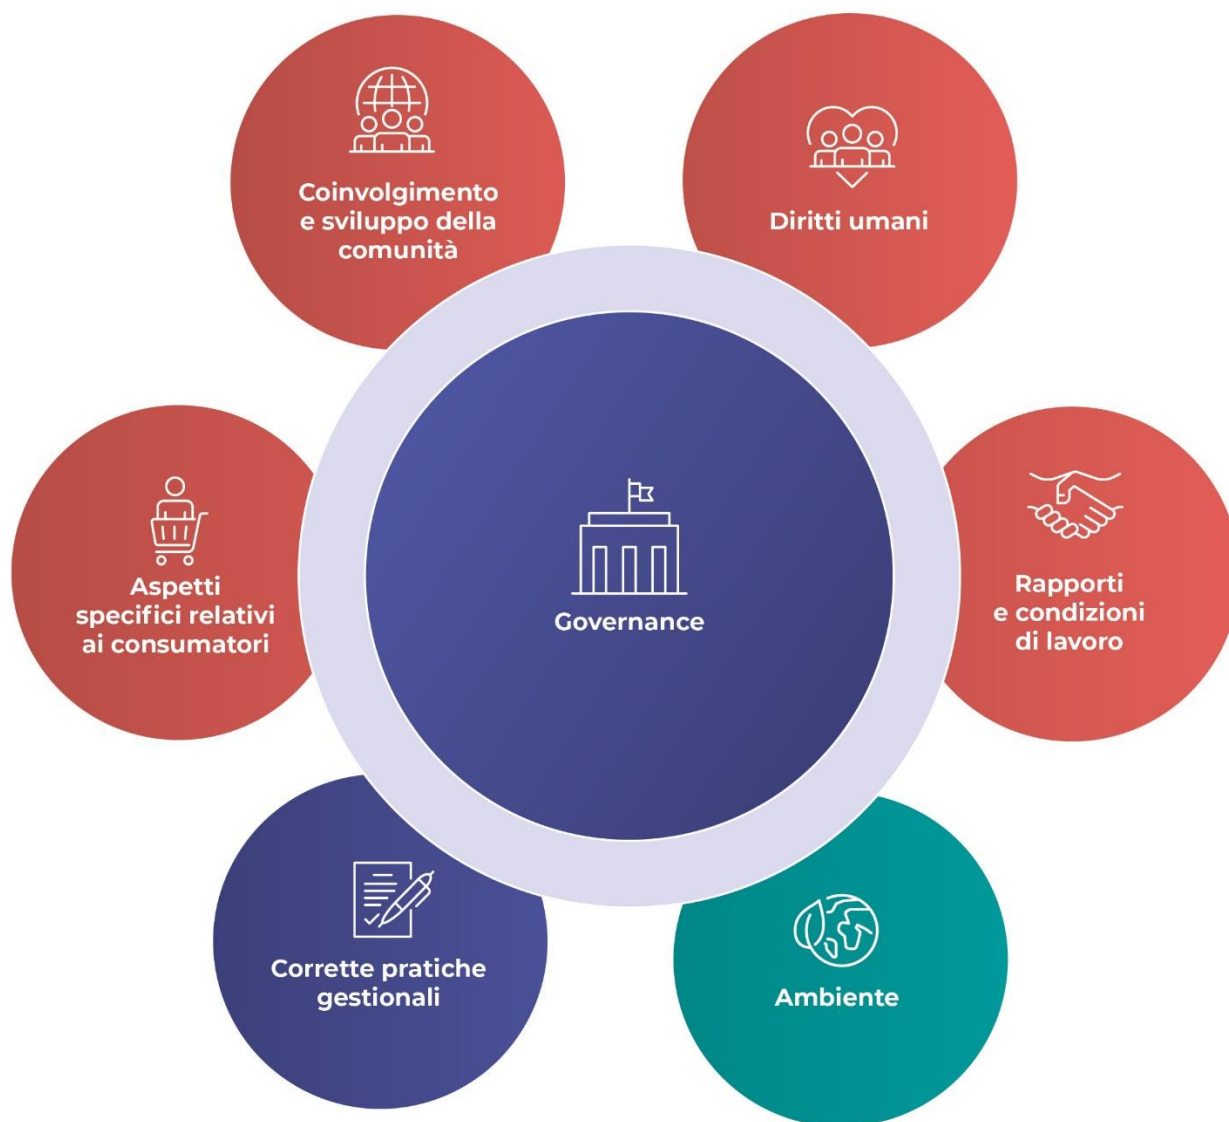 Coinvolgimento
e sviluppo della
comunità
Diritti umani
Aspetti
specifici relativi
ai consumatori
Governance
Rapporti
e condizioni
di lavoro
Corrette pratiche
gestionali
Ambiente